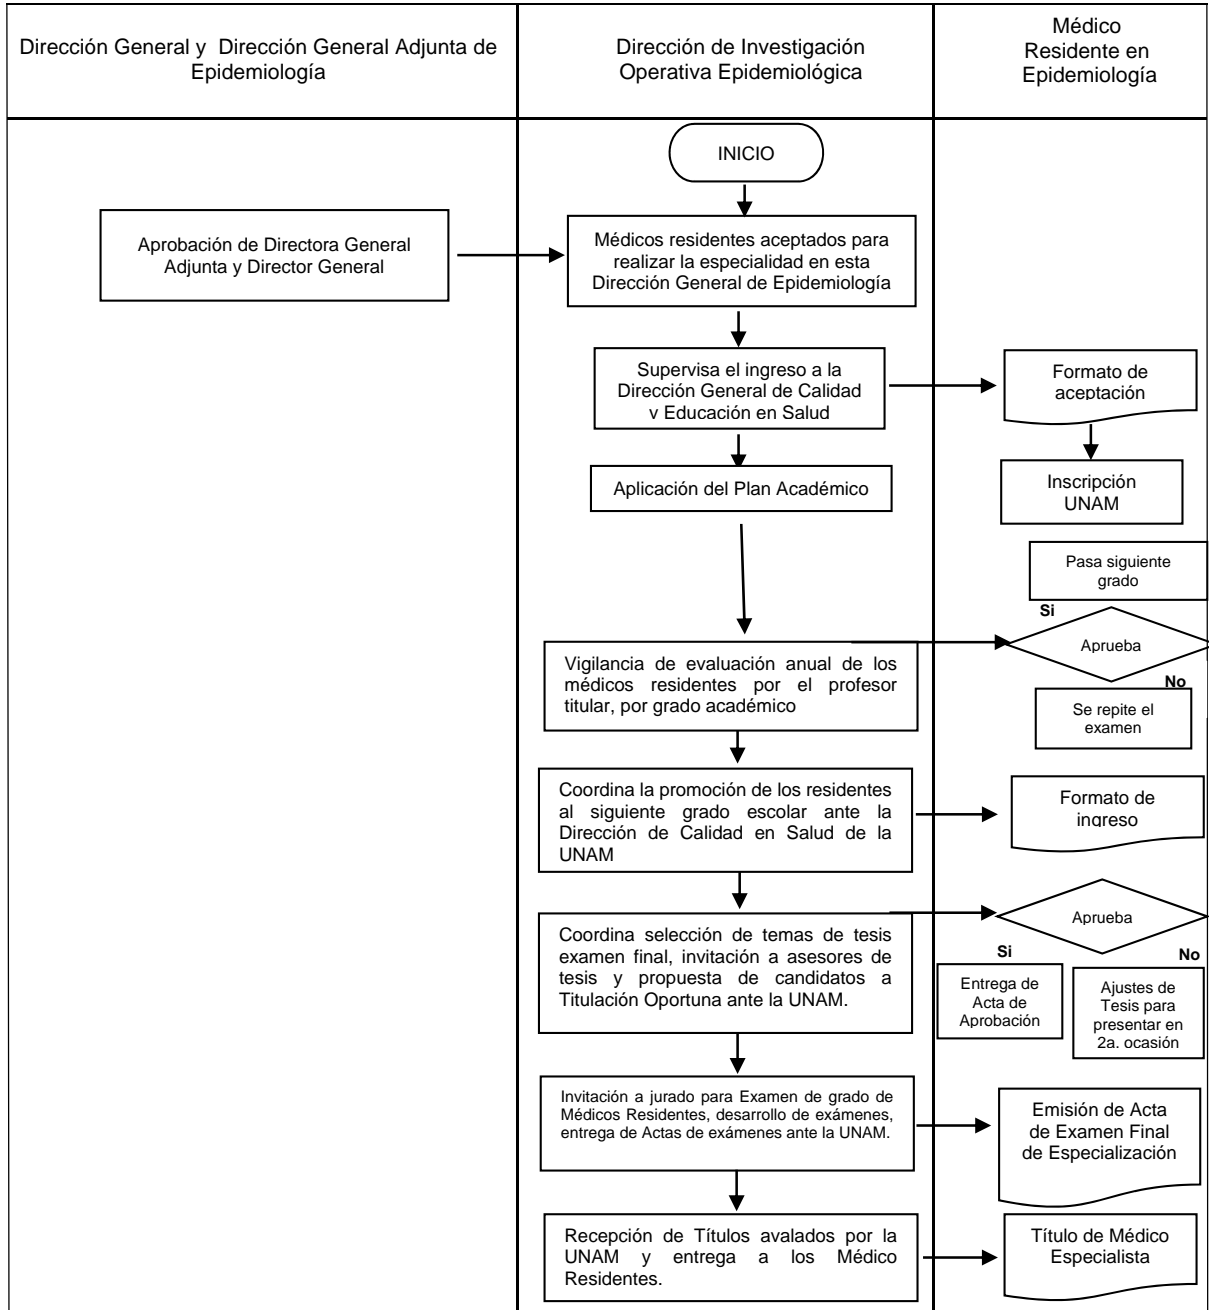 Dirección General y Dirección General Adjunta de
Epidemiología
Dirección de Investigación
Operativa Epidemiológica
Médico
Residente en
Epidemiología
INICIO
Aprobación de Directora General
Adjunta y Director General
Médicos residentes aceptados para
realizar la especialidad en esta
Dirección General de Epidemiología
Supervisa el ingreso a la
Dirección General de Calidad
y Educación en Salud
Formato de
aceptación
Aplicación del Plan Académico
Inscripción
UNAM
Pasa siguiente
grado
Si
Aprueba
No
Vigilancia de evaluación anual de los
médicos residentes por el profesor
titular, por grado académico
Se repite el
examen
Coordina la promoción de los residentes
al siguiente grado escolar ante la
Dirección de Calidad en Salud de la
UNAM
Formato de
ingreso
Coordina selección de temas de tesis
examen final, invitación a asesores de
tesis y propuesta de candidatos a
Titulación Oportuna ante la UNAM.
Aprueba
Si
No
Entrega de
Acta de
Aprobación
Ajustes de
Tesis para
presentar en
2a. ocasión
Invitación a jurado para Examen de grado de
Médicos Residentes, desarrollo de exámenes,
entrega de Actas de exámenes ante la UNAM.
Emisión de Acta
de Examen Final
de Especialización
Recepción de Títulos avalados por la
UNAM y entrega a los Médico
Residentes.
Título de Médico
Especialista